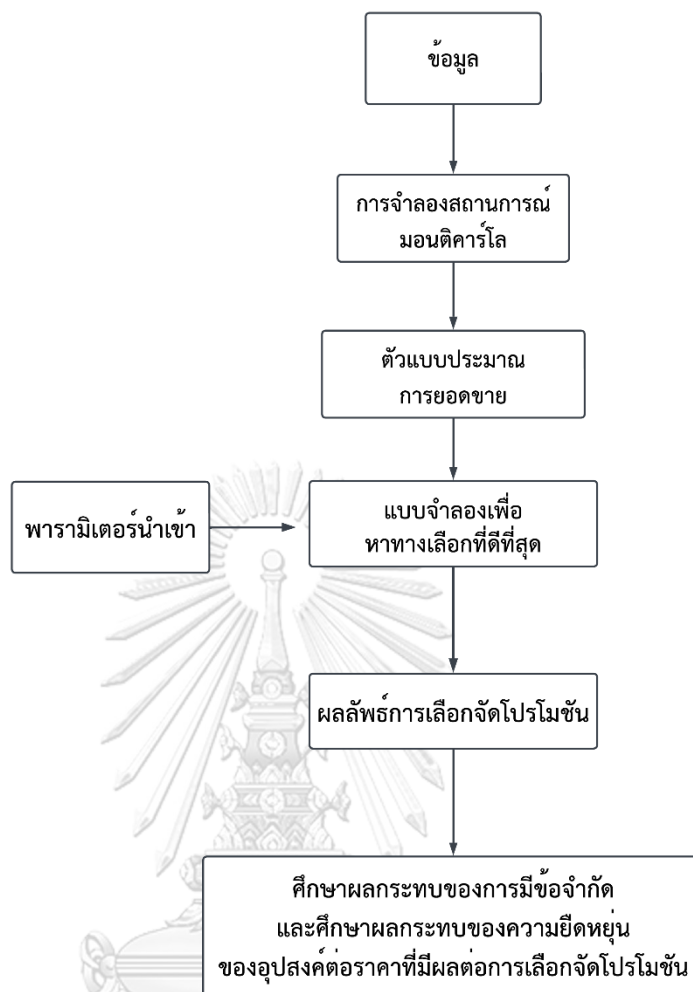 ข้อมูล
การจำลองสถานการณ์
มอนติคาร์โล
ตัวแบบประมาณ
การยอดขาย
พารามิเตอร์นำเข้า
แบบจำลองเพื่อ
หาทางเลือกที่ดีที่สุด
ผลลัพธ์การเลือกจัดโปรโมชัน
ศึกษาผลกระทบของการมีข้อจำกัด
และศึกษาผลกระทบของความยืดหยุ่น
ของอุปสงค์ต่อราคาที่มีผลต่อการเลือกจัดโปรโมชัน